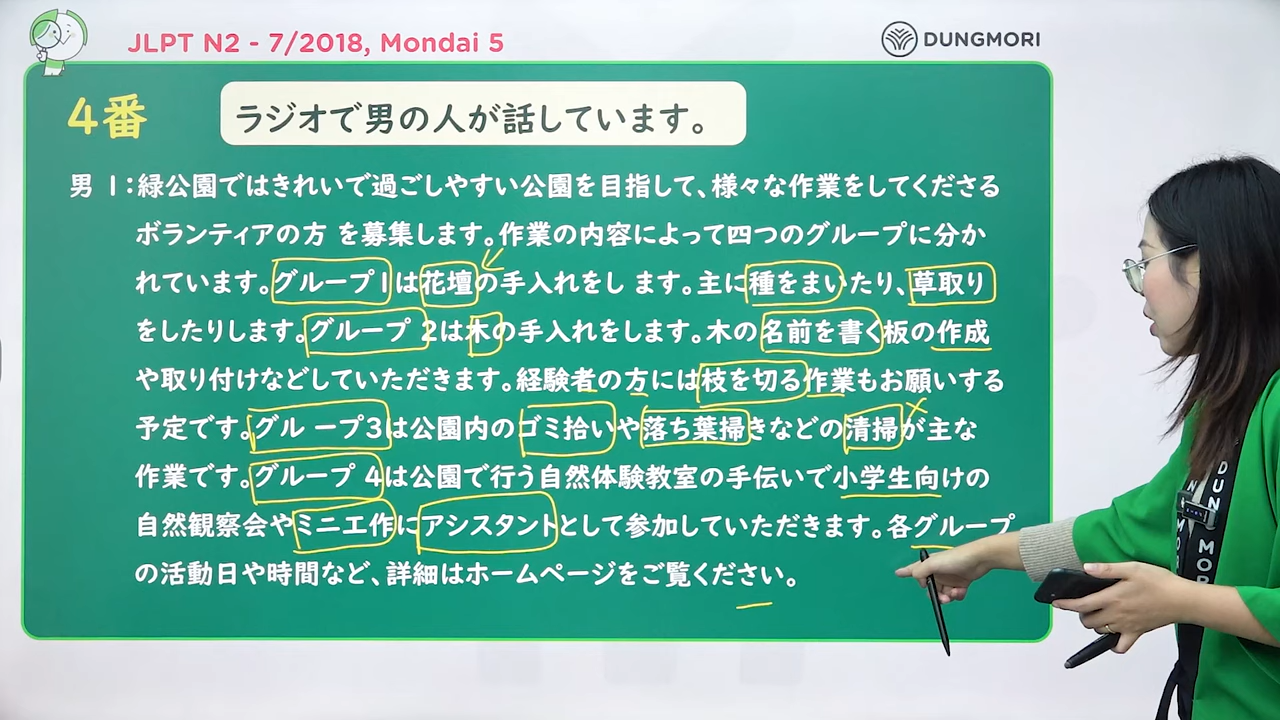 JLPT N2 - 7/2018, Mondai 5
DUNGMORI
4番
ラジオで男の人が話しています。
男 1:緑公園ではきれいで過ごしやすい公園を目指して、様々な作業をしてくださる
ボランティアの方 を募集します。作業の内容によって四つのグループに分か
れています。グループ1は花壇の手入れをし ます。主に種をまいたり、草取り
をしたりします。グループ 2は木の手入れをします。木の名前を書く板の作成
や取り付けなどしていただきます。経験者の方には枝を切る作業もお願いする
予定です。グル ープ3は公園内のゴミ拾いや落ち葉掃きなどの清掃が主な
作業です。グループ 4は公園で行う自然体験教室の手伝いで小学生向けの
自然観察会やミニ工作にアシスタントとして参加していただきます。各グループ
の活動日や時間など、詳細はホームページをご覧ください。